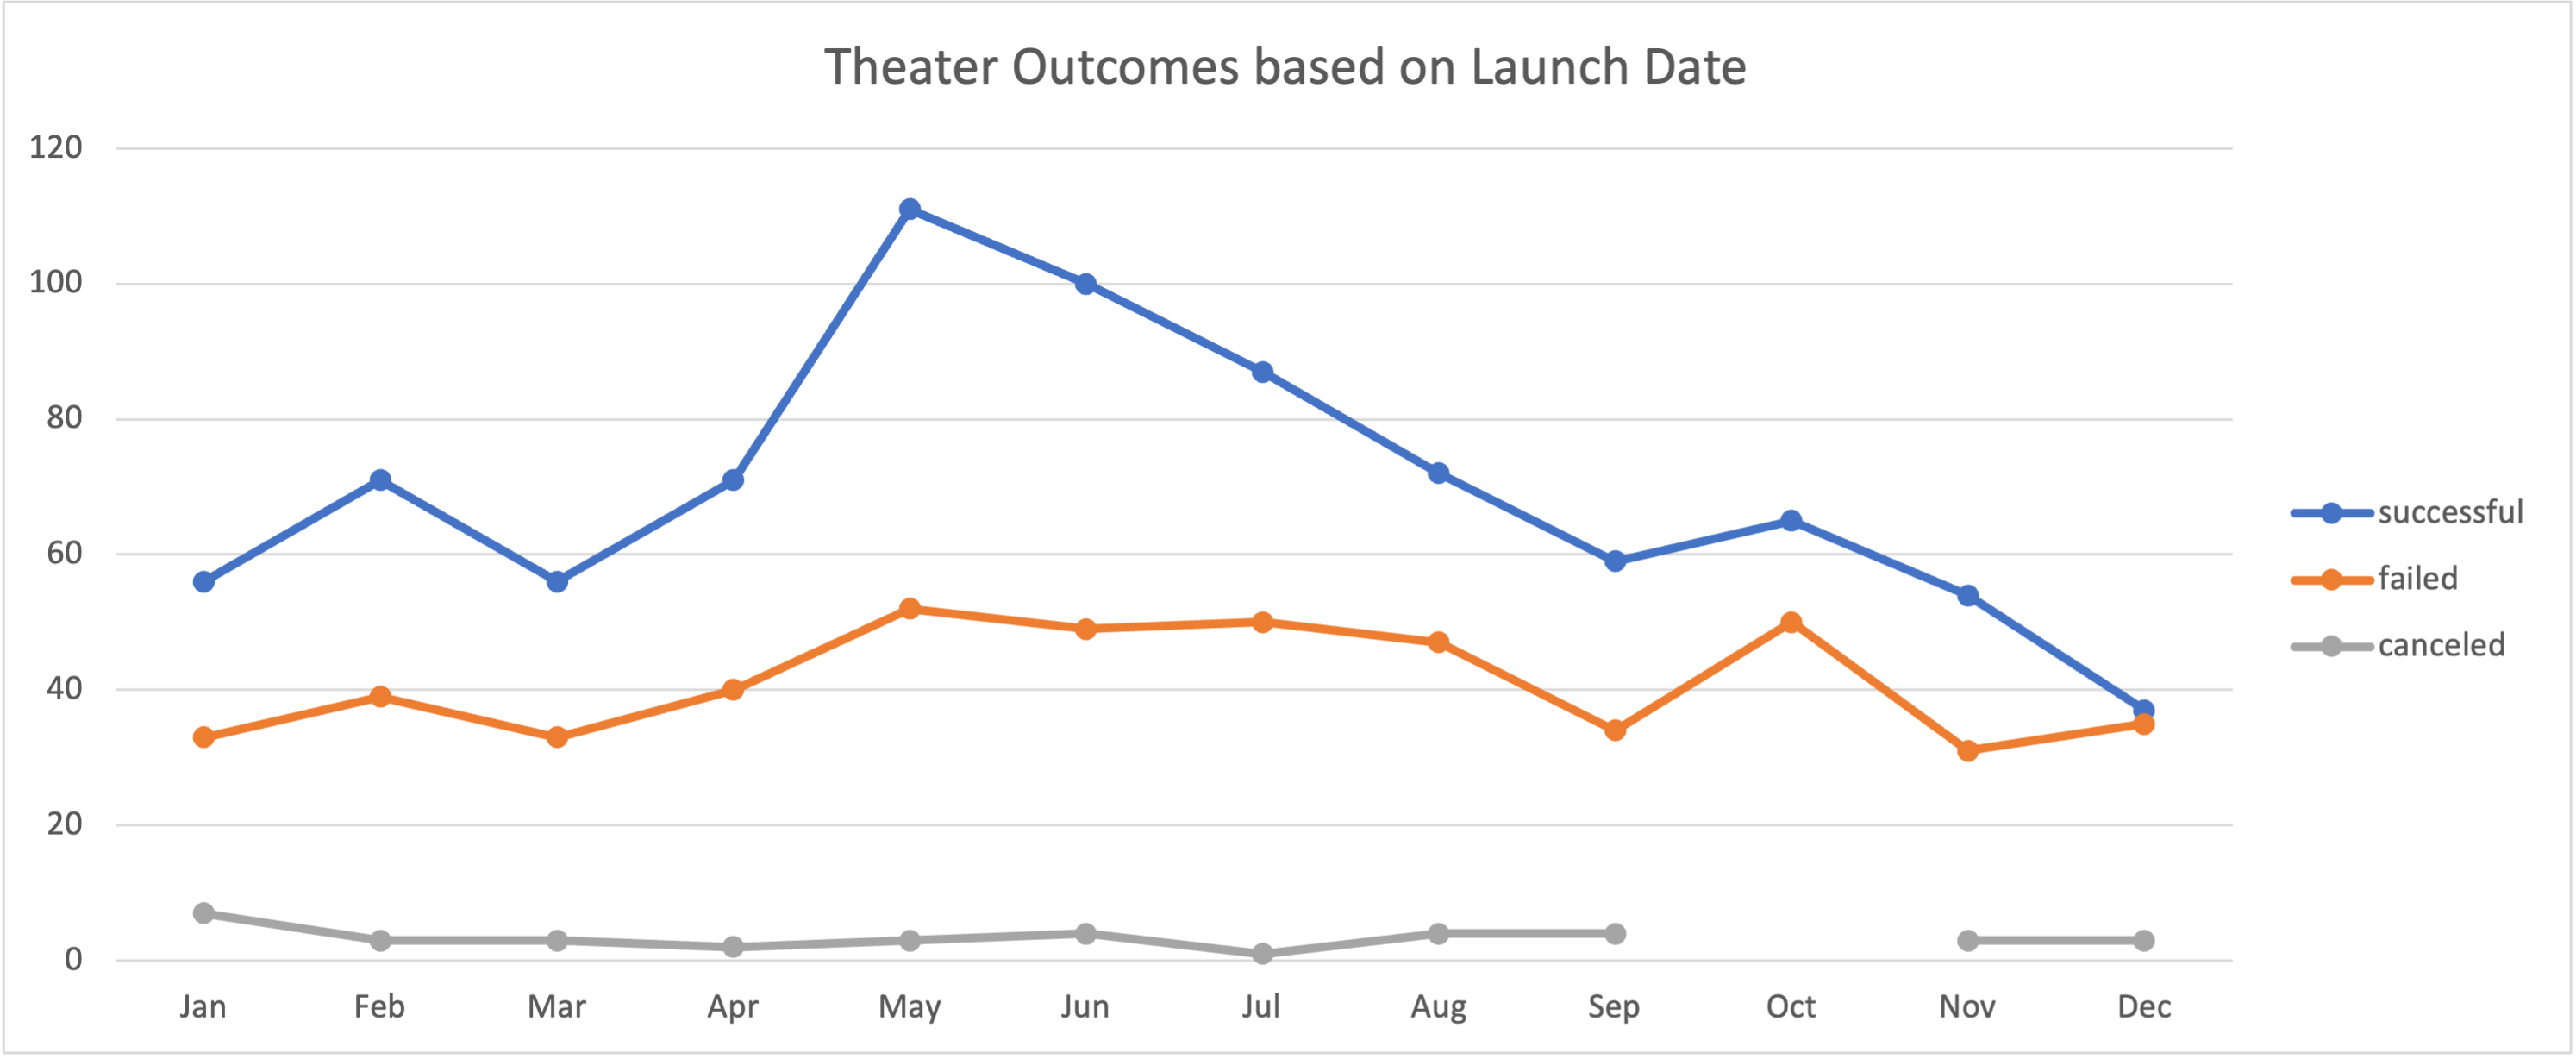 Theater Outcomes based on Launch Date
120
100
80
60
40
20
0
Jan Feb Mar Apr May Jun Jul Aug Sep Oct Nov Dec
successful
failed
canceled